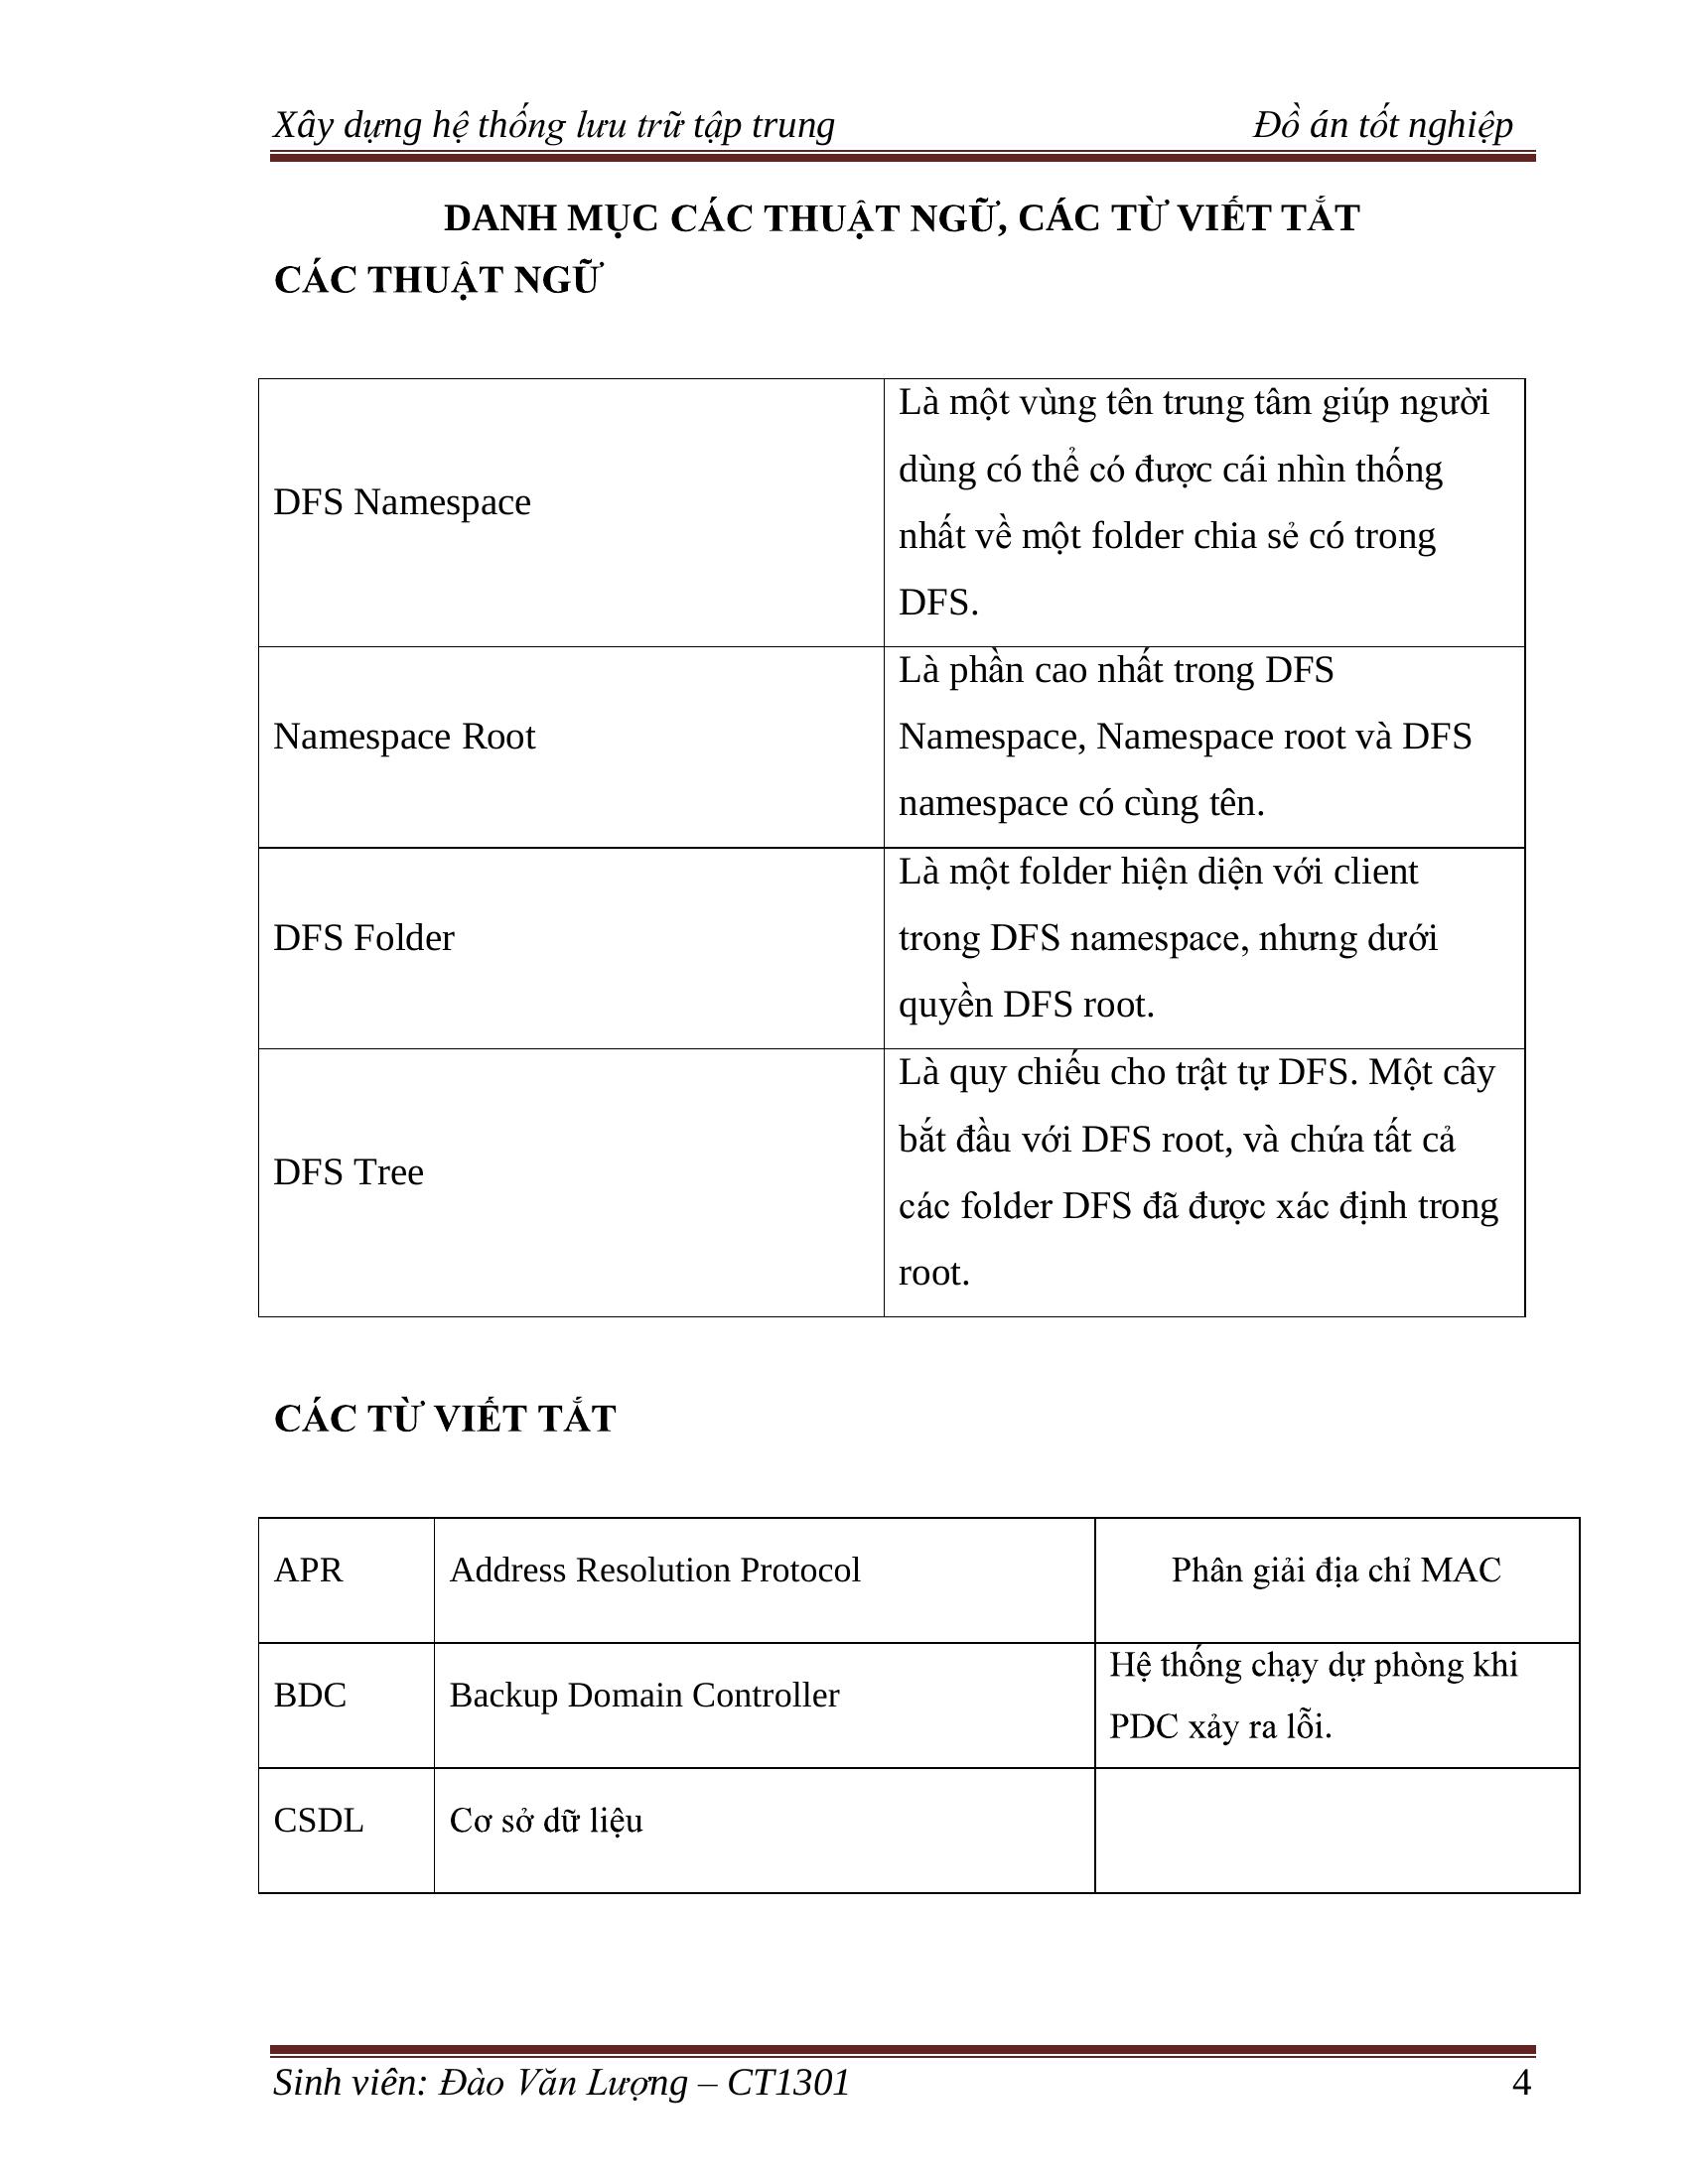 Xây dựng hệ thống lưu trữ tập trung Đồ án tốt nghiệp
DANH MỤC CÁC THUẬT NGỮ, CÁC TỪ VIẾT TẮT
CÁC THUẬT NGỮ
DFS Namespace
Là một vùng tên trung tâm giúp người
dùng có thể có được cái nhìn thống
nhất về một folder chia sẻ có trong
DFS.
Namespace Root
Là phần cao nhất trong DFS
Namespace, Namespace root và DFS
namespace có cùng tên.
DFS Folder
Là một folder hiện diện với client
trong DFS namespace, nhưng dưới
quyền DFS root.
DFS Tree
Là quy chiếu cho trật tự DFS. Một cây
bắt đầu với DFS root, và chứa tất cả
các folder DFS đã được xác định trong
root.
CÁC TỪ VIẾT TẮT
APR Address Resolution Protocol Phân giải địa chỉ MAC
BDC Backup Domain Controller
Hệ thống chạy dự phòng khi
PDC xảy ra lỗi.
CSDL Cơ sở dữ liệu
Sinh viên: Đào Văn Lượng – CT1301 4